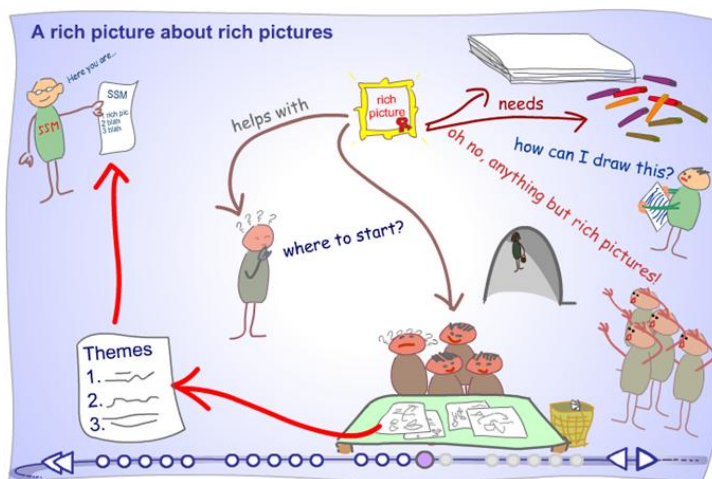 A rich picture about rich pictures
Here you are...
SSM
1 rich pic
2 blah
3 blah
SSM
helps with
rich
picture
needs
how can I draw this?
oh no, anything but rich pictures!
where to start?
Themes
1.
2.
3.